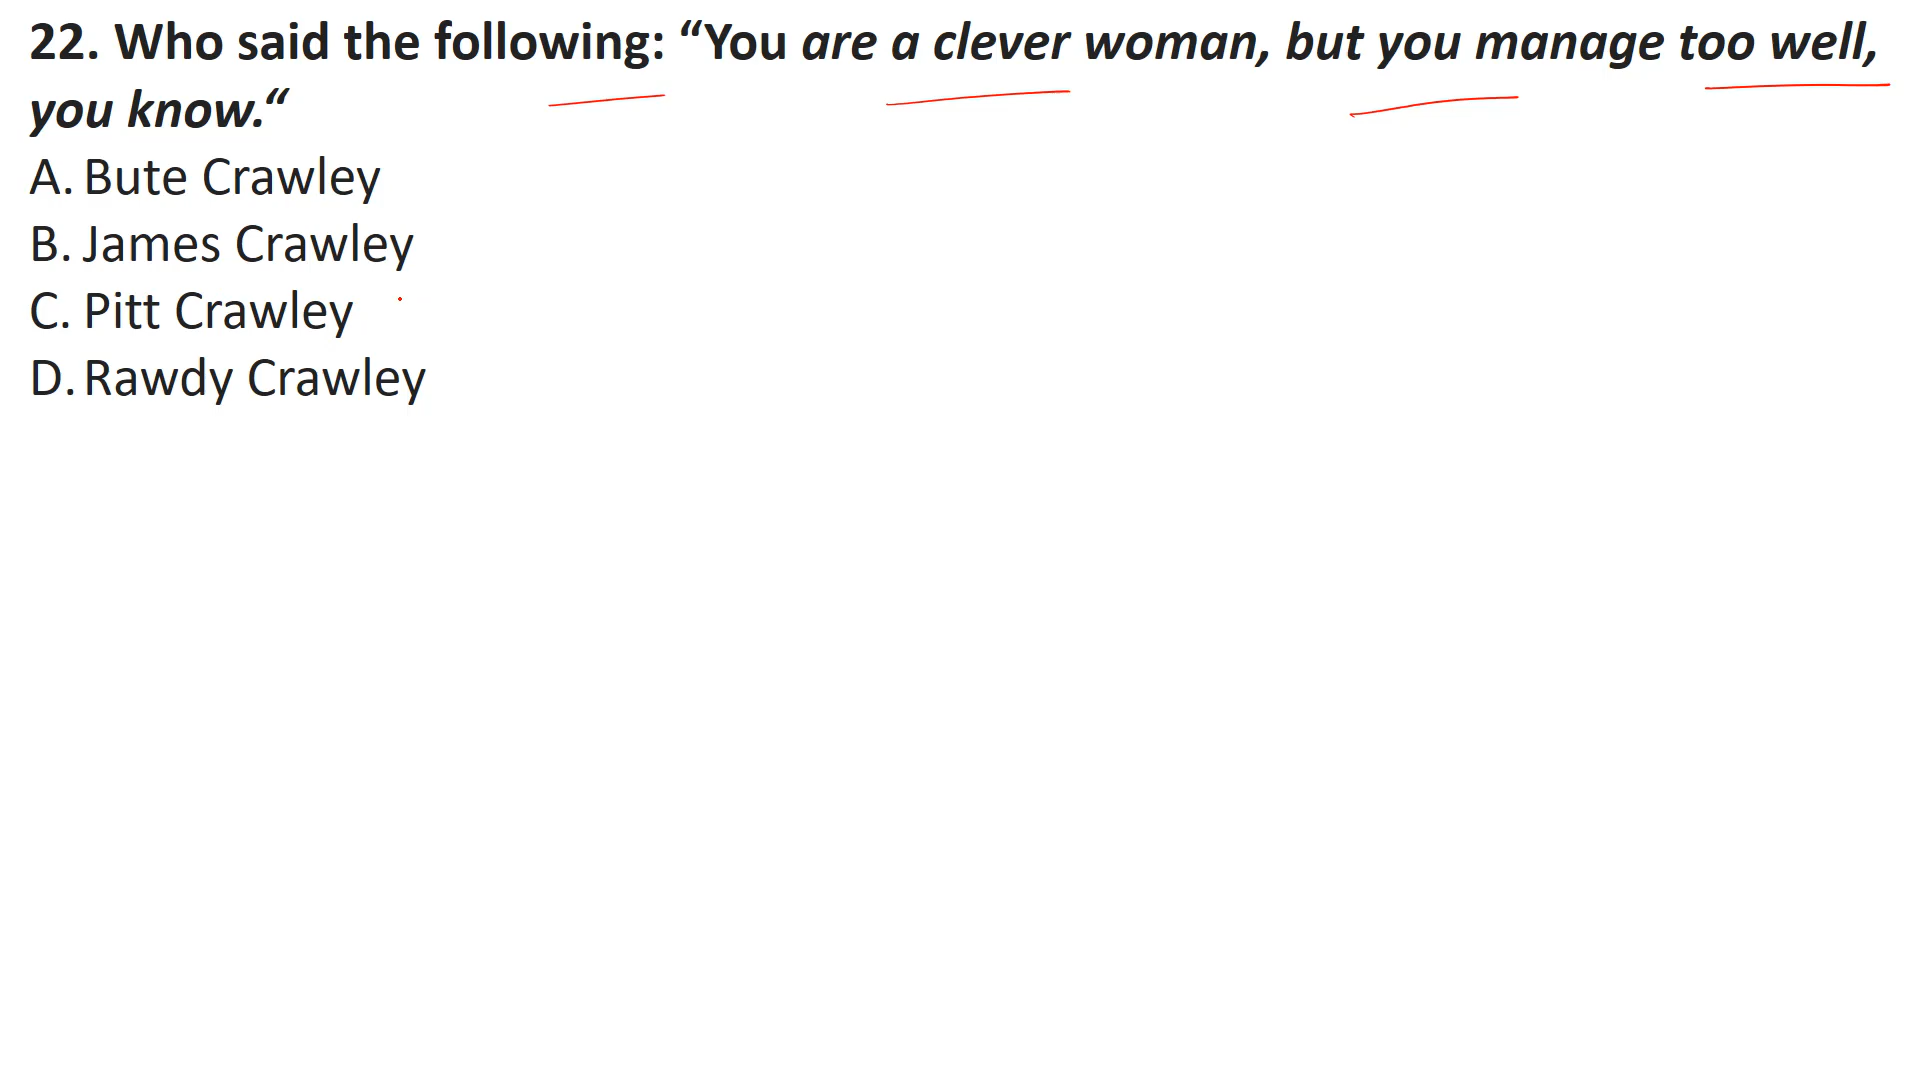 22. Who said the following: “You are a clever woman, but you manage too well,
you know.“
A. Bute Crawley
B. James Crawley
C. Pitt Crawley
D. Rawdy Crawley